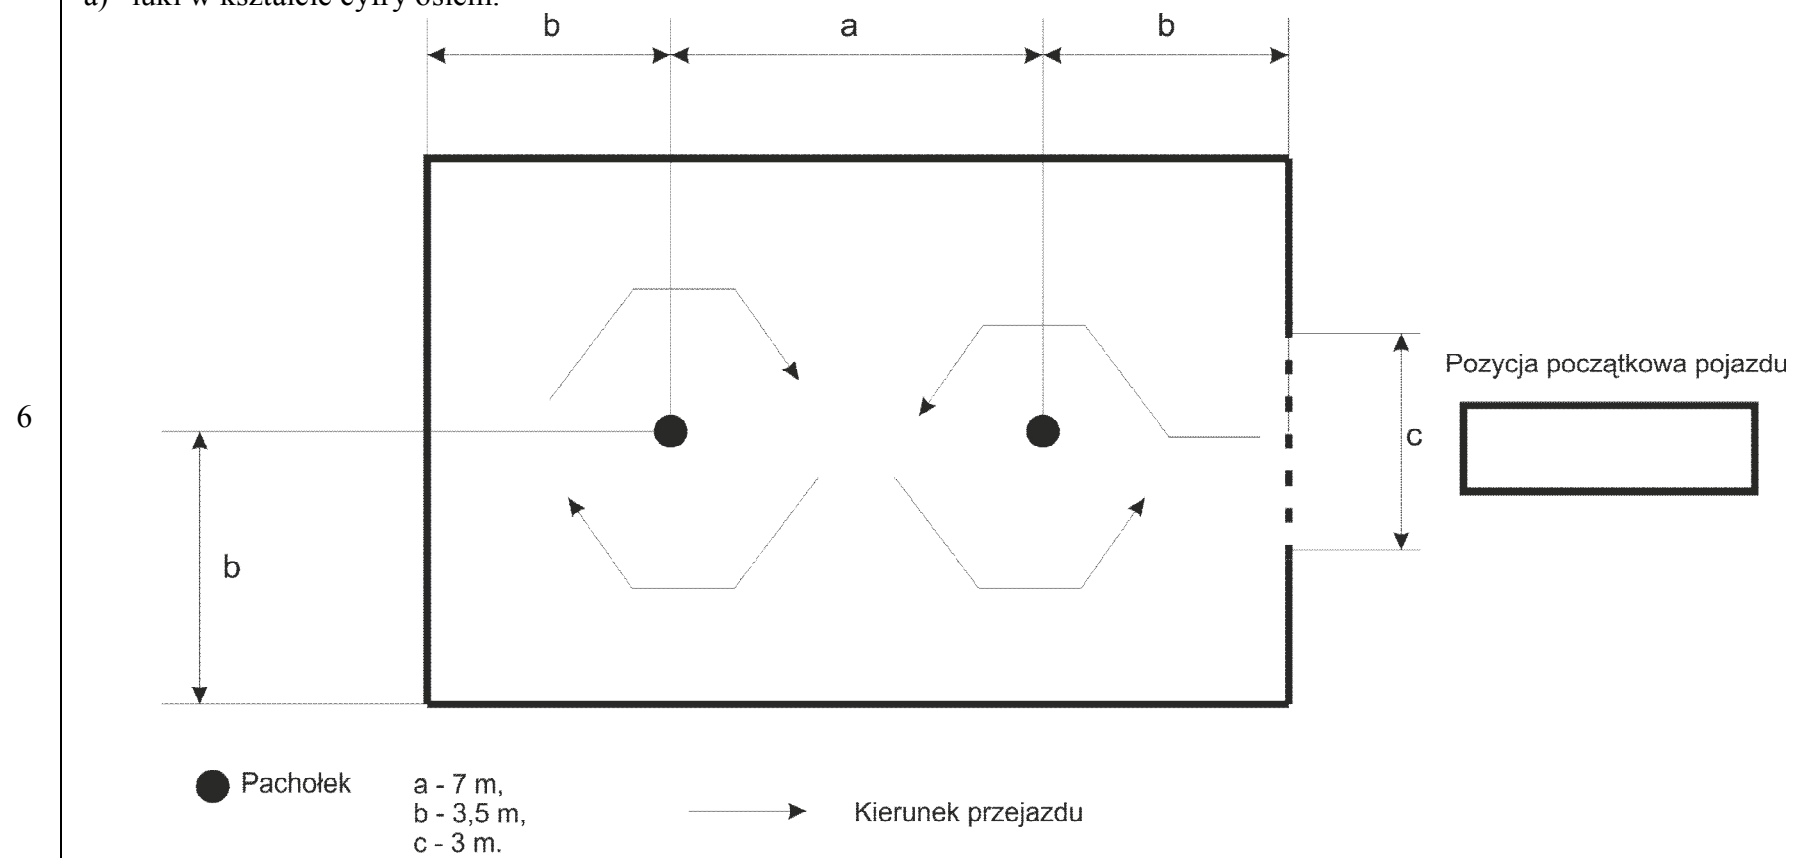 a) łuki w kształcie cyfry osiem:
b a b
Pozycja początkowa pojazdu
6
c
b
Pachołek
a - 7 m,
b - 3,5 m,
c - 3 m.
Kierunek przejazdu